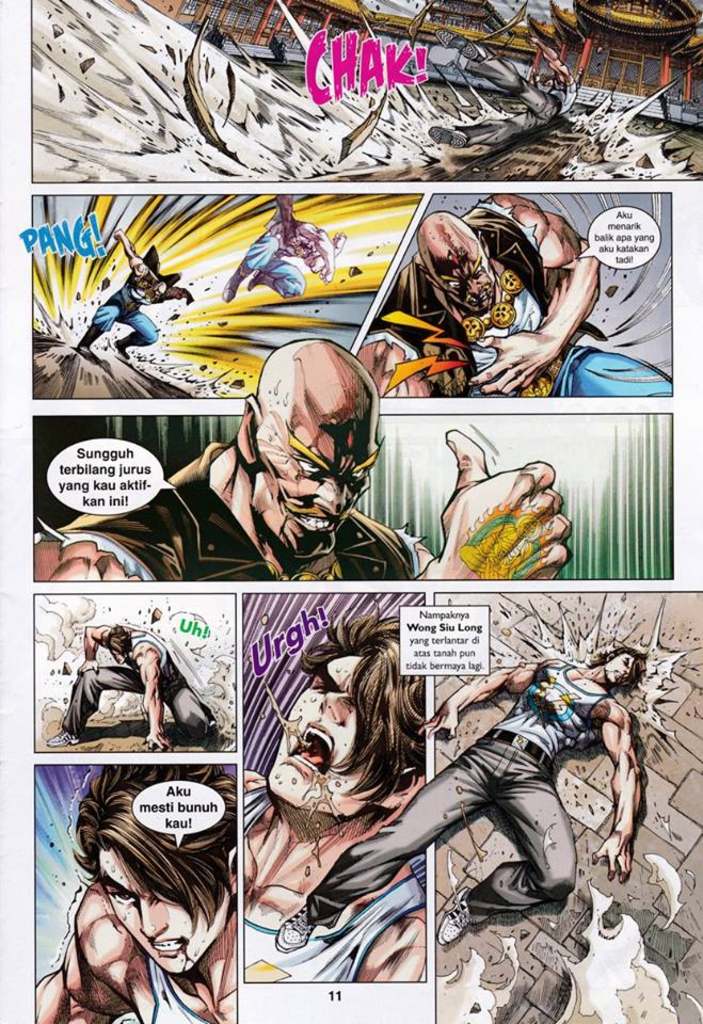 CHAK!
PANG!
Aku
menarik
balik apa yang
aku katakan
tadi!
Sungguh
terbilang jurus
yang kau aktif-
kan ini!
Uh!
Urgh!
Nampaknya
Wong Siu Long
yang terlantar di
atas tanah pun
tidak bermaya lagi.
Aku
mesti bunuh
kau!
11